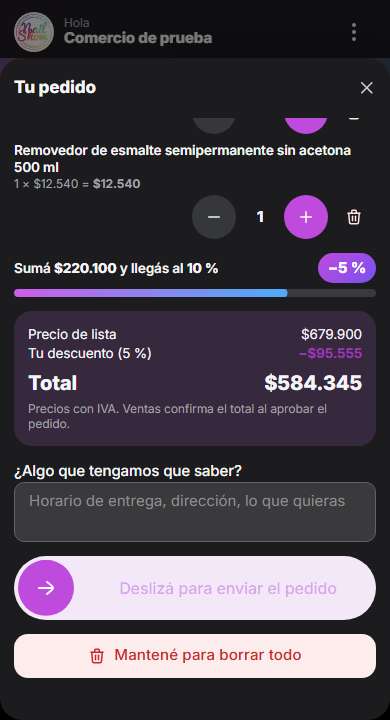 Nail Show
Hola
Comercio de prueba
Tu pedido
Removedor de esmalte semipermanente sin acetona
500 ml
1 × $12.540 = $12.540
1
Sumá $220.100 y llegás al 10 %
−5 %
Precio de lista
$679.900
Tu descuento (5 %)
−$95.555
Total
$584.345
Precios con IVA. Ventas confirma el total al aprobar el
pedido.
¿Algo que tengamos que saber?
Horario de entrega, dirección, lo que quieras
Deslizá para enviar el pedido
Mantené para borrar todo